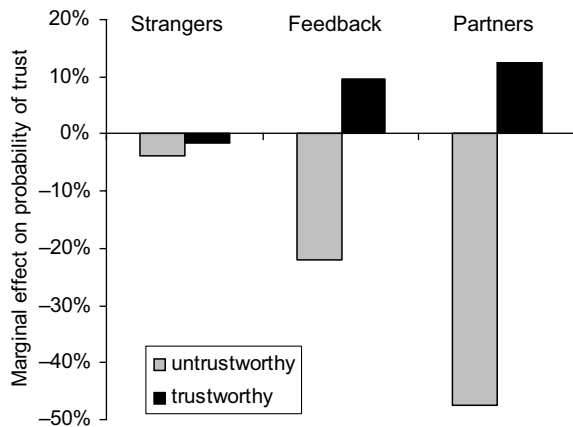 Strangers Feedback Partners
20%
10%
0%
–10%
–20%
–30%
–40%
–50%
Marginal effect on probability of trust
untrustworthy
trustworthy